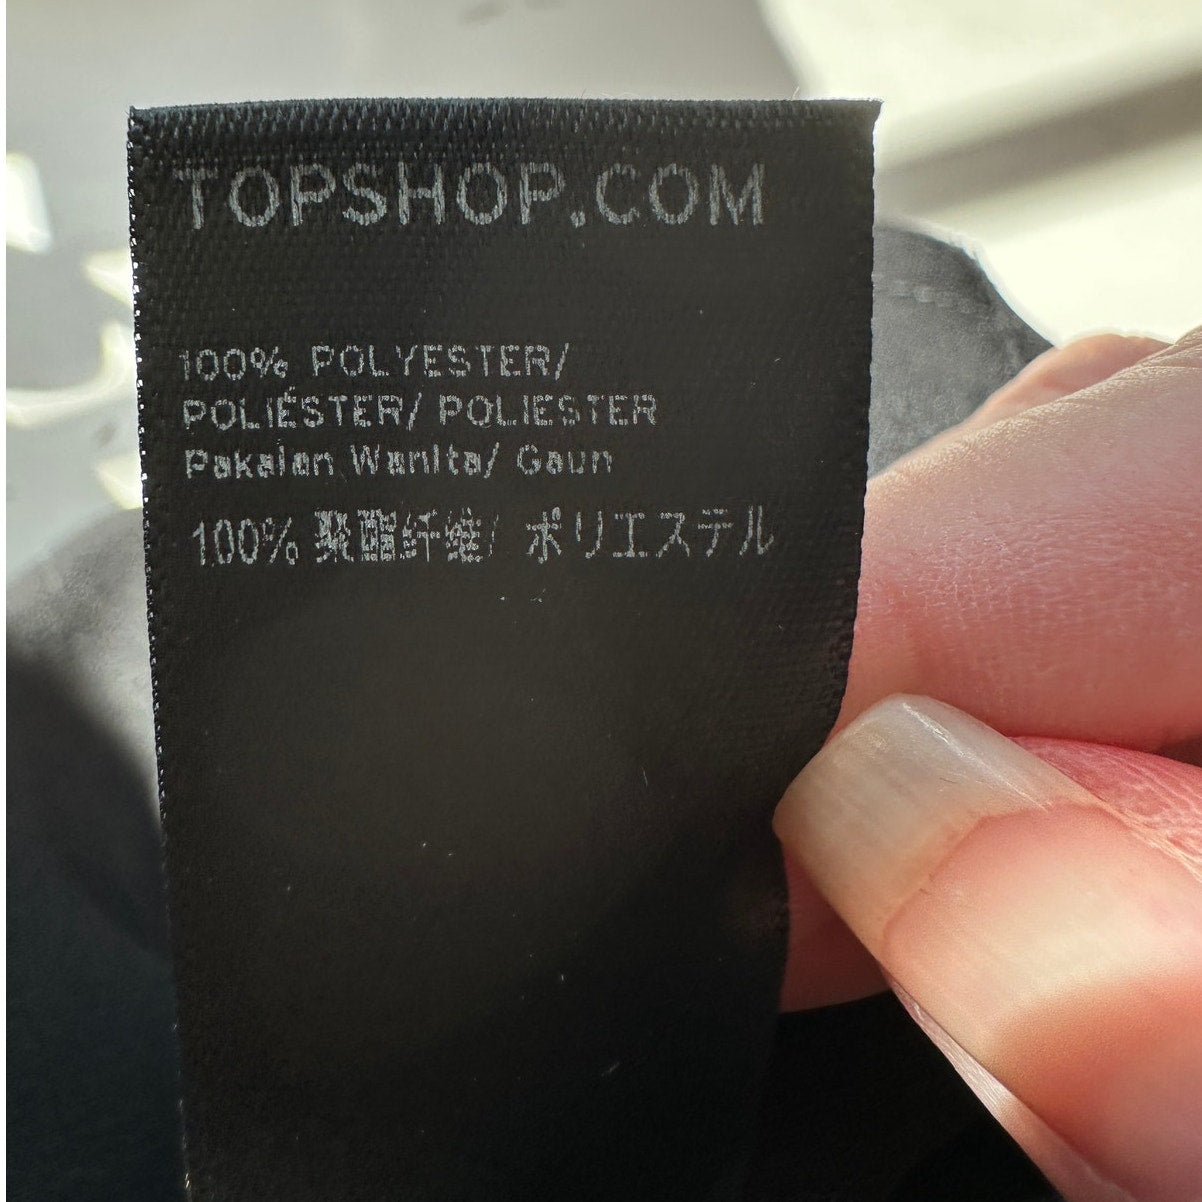 TOPSHOP.COM
100% POLYESTER/
POLIÉSTER/ POLIESTER
Pakaian Wanita/ Gaun
100% 聚酯纤维/ ポリエステル